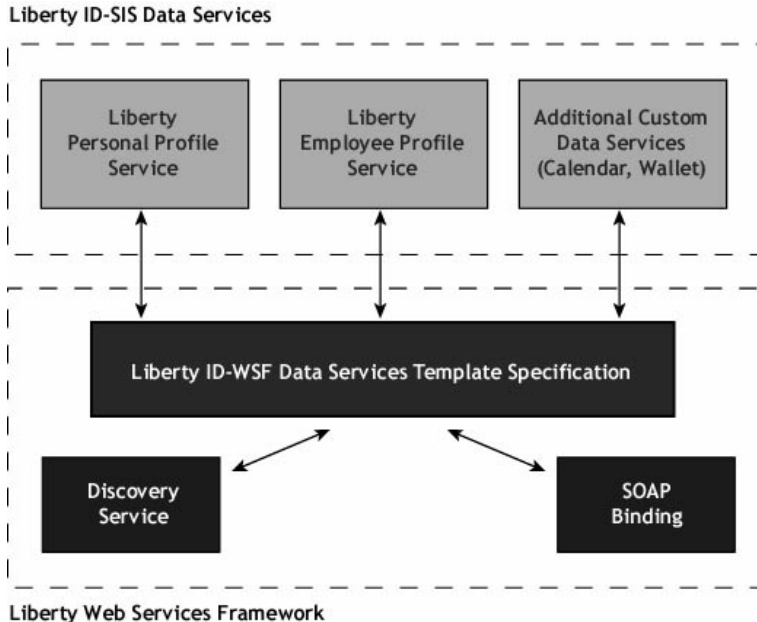 Liberty ID-SIS Data Services
Liberty
Personal Profile
Service
Liberty
Employee Profile
Service
Additional Custom
Data Services
(Calendar, Wallet)
Liberty ID-WSF Data Services Template Specification
Discovery
Service
SOAP
Binding
Liberty Web Services Framework